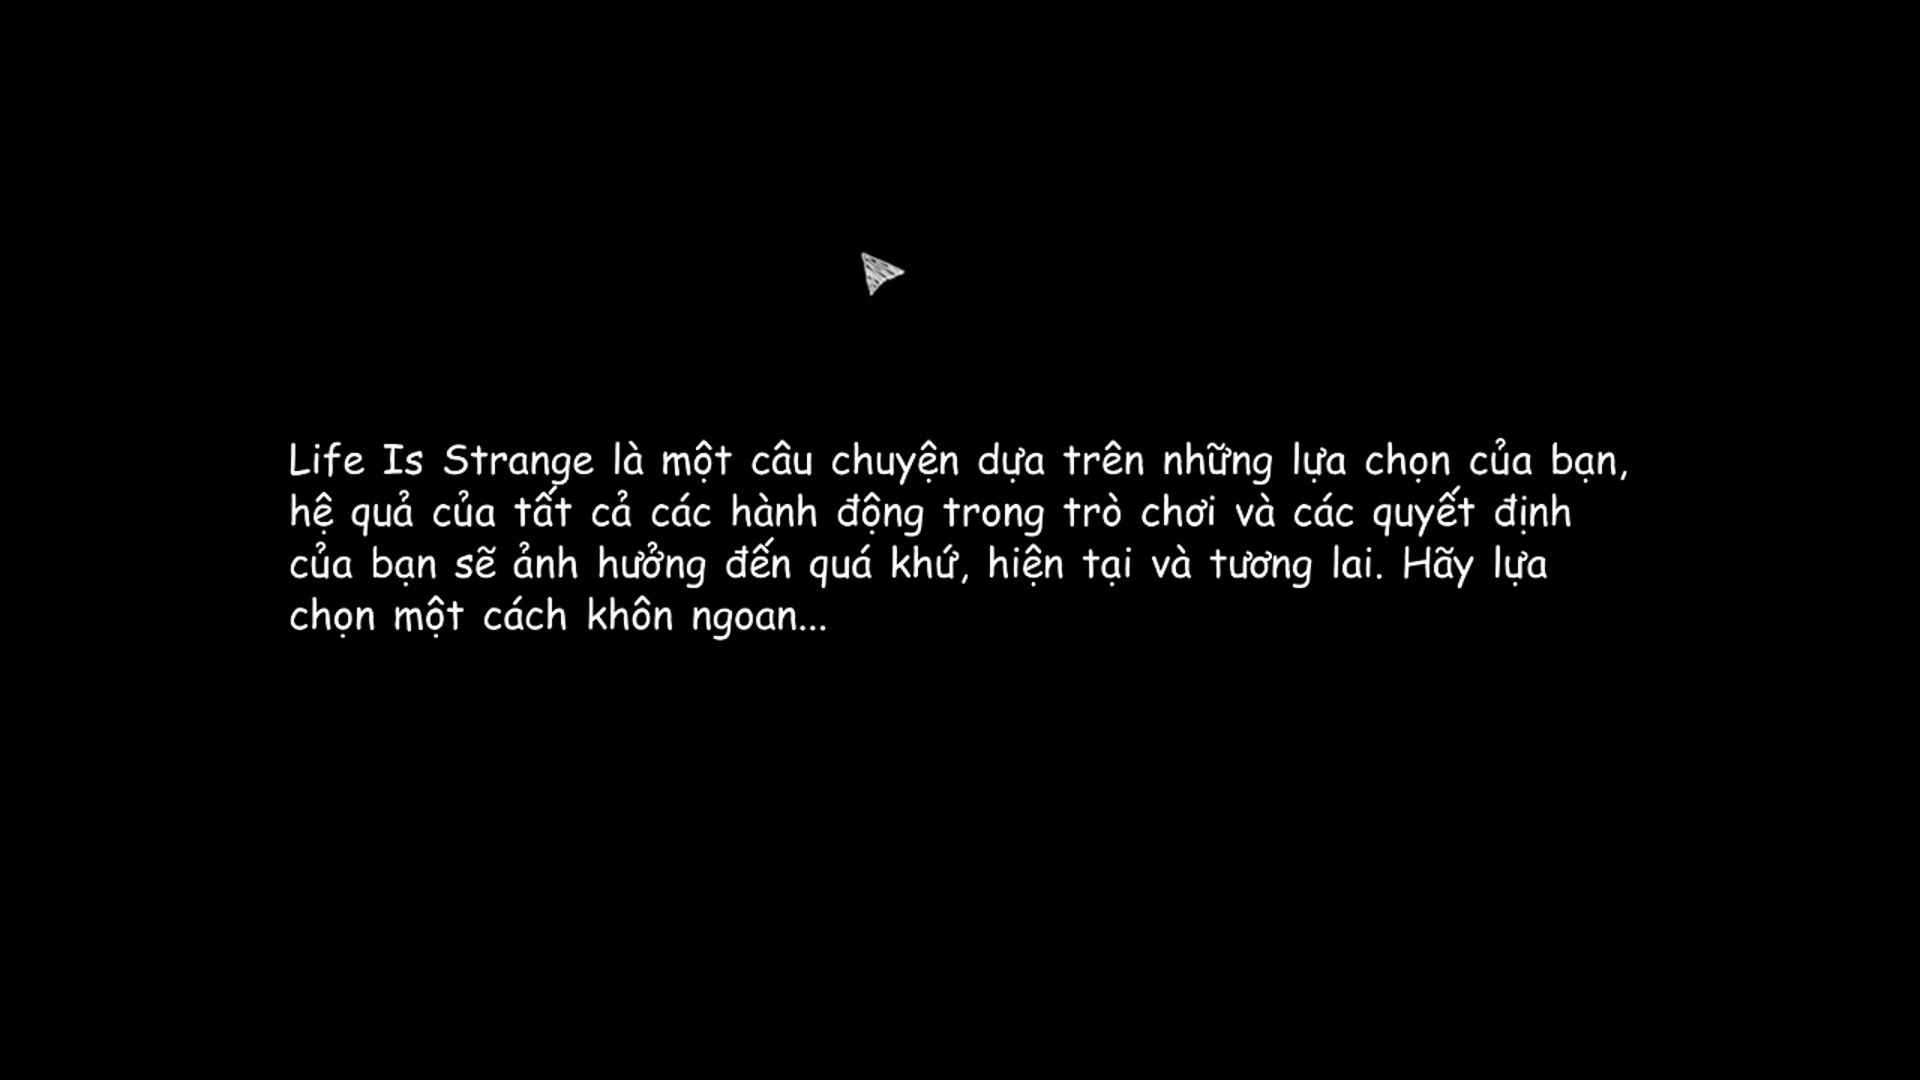 Life Is Strange là một câu chuyện dựa trên những lựa chọn của bạn,
hệ quả của tất cả các hành động trong trò chơi và các quyết định
của bạn sẽ ảnh hưởng đến quá khứ, hiện tại và tương lai. Hãy lựa
chọn một cách khôn ngoan...